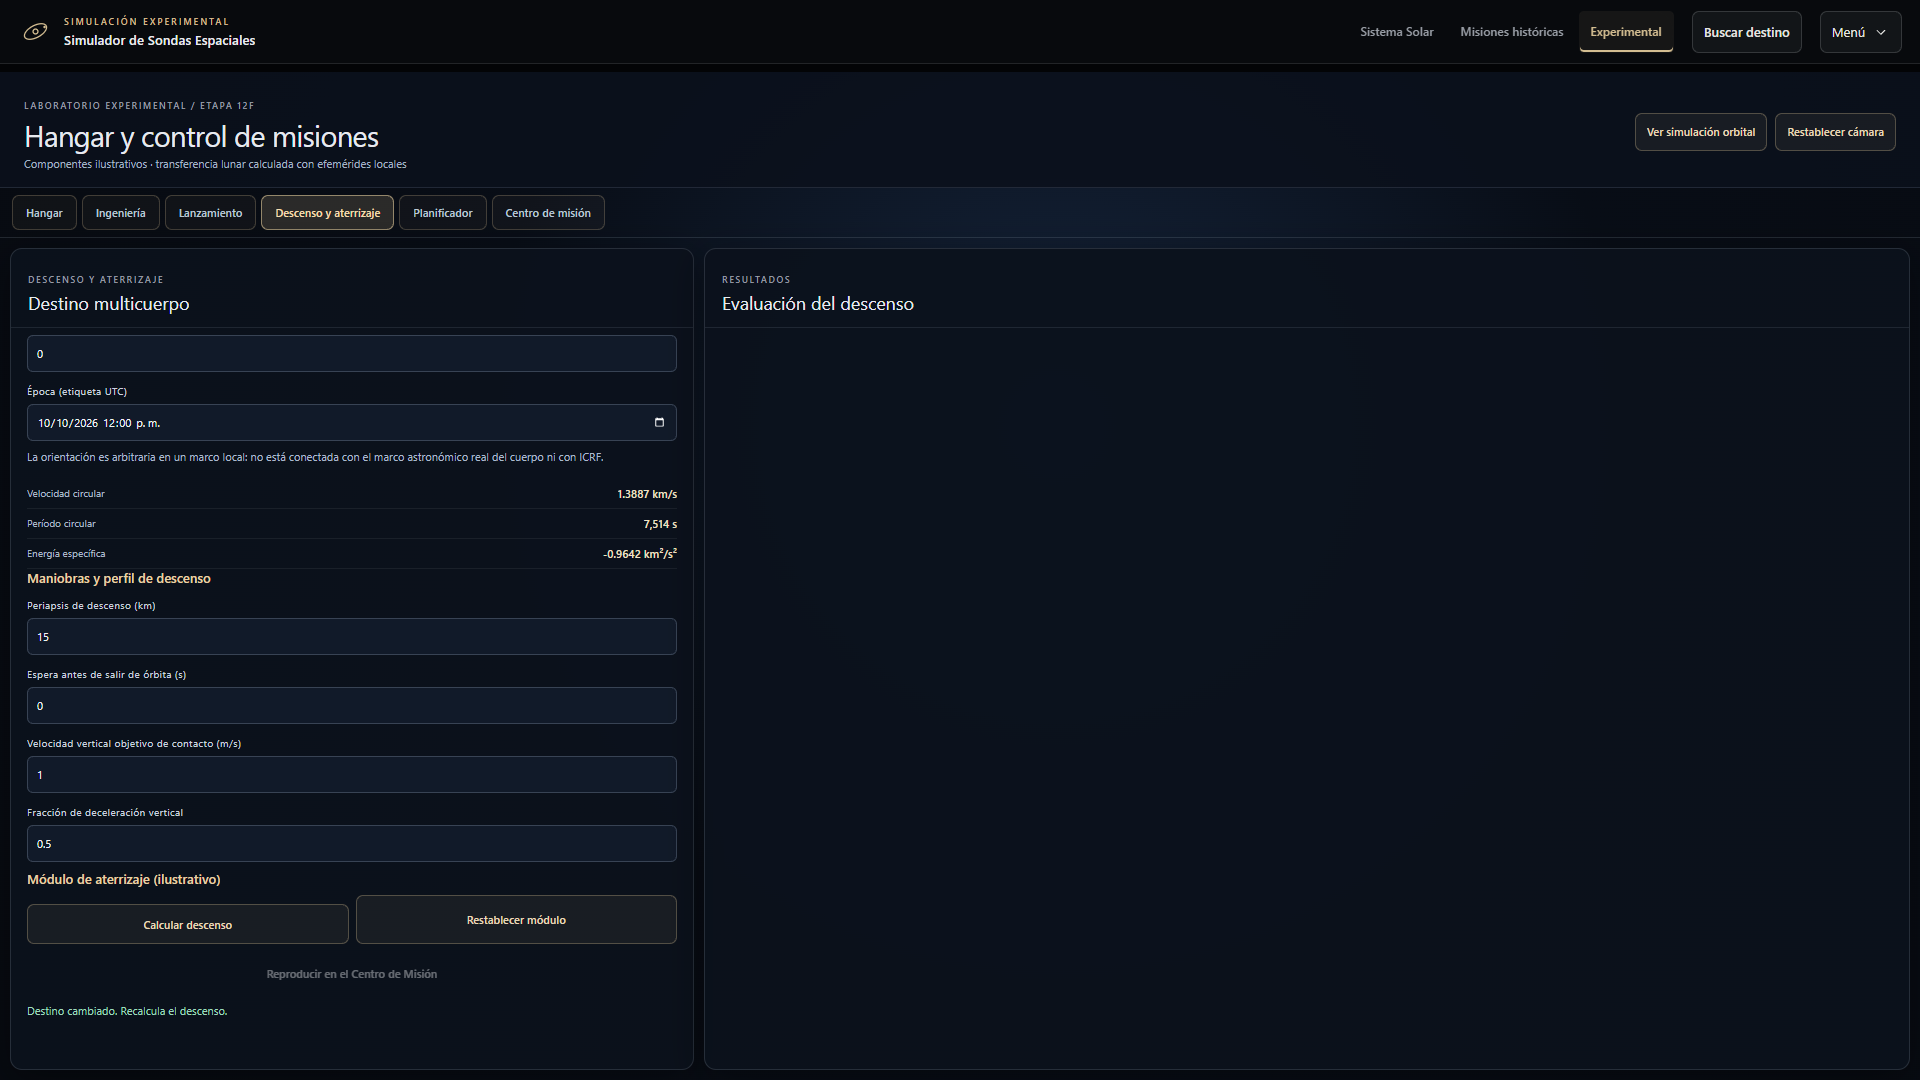 SIMULACIÓN EXPERIMENTAL
Simulador de Sondas Espaciales
Sistema Solar
Misiones históricas
Experimental
Buscar destino
Menú
LABORATORIO EXPERIMENTAL / ETAPA 12F
Hangar y control de misiones
Componentes ilustrativos · transferencia lunar calculada con efemérides locales
Ver simulación orbital
Restablecer cámara
Hangar
Ingeniería
Lanzamiento
Descenso y aterrizaje
Planificador
Centro de misión
DESCENSO Y ATERRIZAJE
Destino multicuerpo
0
Época (etiqueta UTC)
10/10/2026 12:00 p. m.
La orientación es arbitraria en un marco local: no está conectada con el marco astronómico real del cuerpo ni con ICRF.
Velocidad circular 1.3887 km/s
Período circular 7,514 s
Energía específica -0.9642 km²/s²
Maniobras y perfil de descenso
Periapsis de descenso (km)
15
Espera antes de salir de órbita (s)
0
Velocidad vertical objetivo de contacto (m/s)
1
Fracción de deceleración vertical
0.5
Módulo de aterrizaje (ilustrativo)
Calcular descenso
Restablecer módulo
Reproducir en el Centro de Misión
Destino cambiado. Recalcula el descenso.
RESULTADOS
Evaluación del descenso